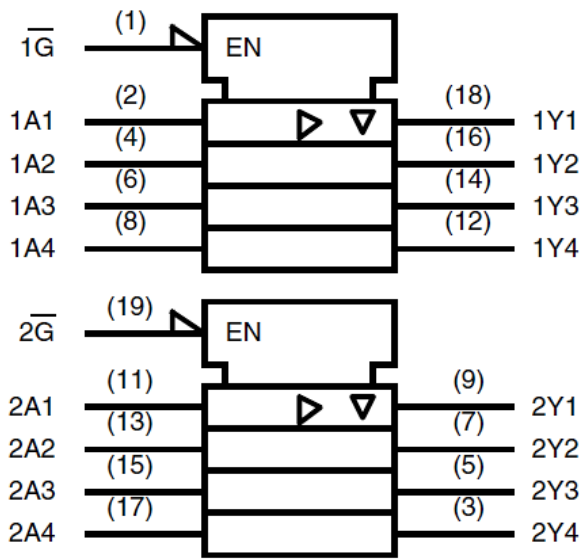 1G̅ (1) EN
1A1 (2) (18) 1Y1
1A2 (4) (16) 1Y2
1A3 (6) (14) 1Y3
1A4 (8) (12) 1Y4
2G̅ (19) EN
2A1 (11) (9) 2Y1
2A2 (13) (7) 2Y2
2A3 (15) (5) 2Y3
2A4 (17) (3) 2Y4